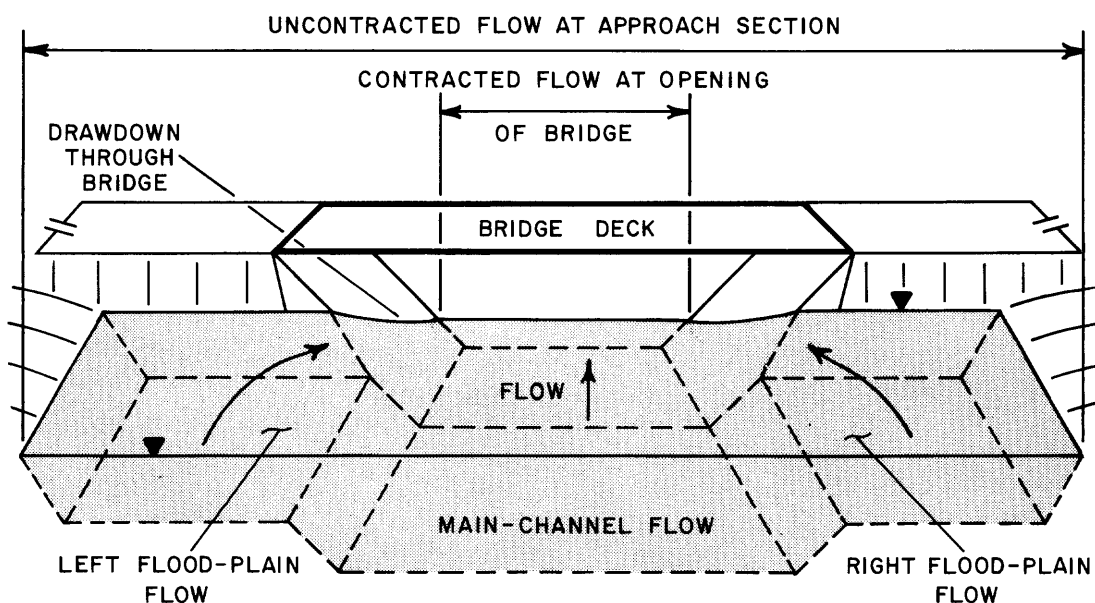 UNCONTRACTED FLOW AT APPROACH SECTION
CONTRACTED FLOW AT OPENING
OF BRIDGE
DRAWDOWN
THROUGH
BRIDGE
BRIDGE DECK
FLOW
MAIN-CHANNEL FLOW
LEFT FLOOD-PLAIN
FLOW
RIGHT FLOOD-PLAIN
FLOW